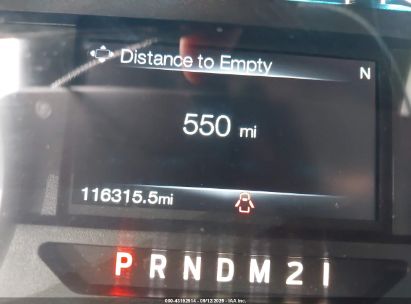 Distance to Empty
N
550 mi
116315.5mi
P R N D M 2 1